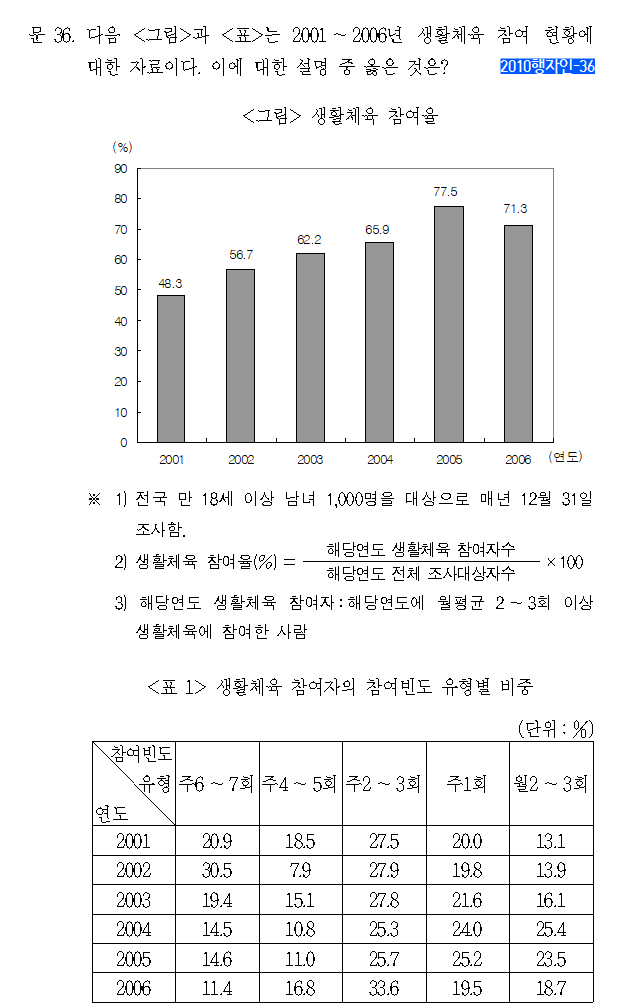 문 36. 다음 <그림>과 <표>는 2001 ~ 2006년 생활체육 참여 현황에
대한 자료이다. 이에 대한 설명 중 옳은 것은? 2010행자인-36
<그림> 생활체육 참여율
(%)
90
80
70
60
50
40
30
20
10
0
48.3
56.7
62.2
65.9
77.5
71.3
2001 2002 2003 2004 2005 2006 (연도)
※ 1) 전국 만 18세 이상 남녀 1,000명을 대상으로 매년 12월 31일
조사함.
2) 생활체육 참여율(%) = 해당연도 생활체육 참여자수 / 해당연도 전체 조사대상자수 × 100
3) 해당연도 생활체육 참여자 : 해당연도에 월평균 2 ~ 3회 이상
생활체육에 참여한 사람
<표 1> 생활체육 참여자의 참여빈도 유형별 비중
(단위 : %)
참여빈도
유형 주6 ~ 7회 주4 ~ 5회 주2 ~ 3회 주1회 월2 ~ 3회
연도
2001 20.9 18.5 27.5 20.0 13.1
2002 30.5 7.9 27.9 19.8 13.9
2003 19.4 15.1 27.8 21.6 16.1
2004 14.5 10.8 25.3 24.0 25.4
2005 14.6 11.0 25.7 25.2 23.5
2006 11.4 16.8 33.6 19.5 18.7